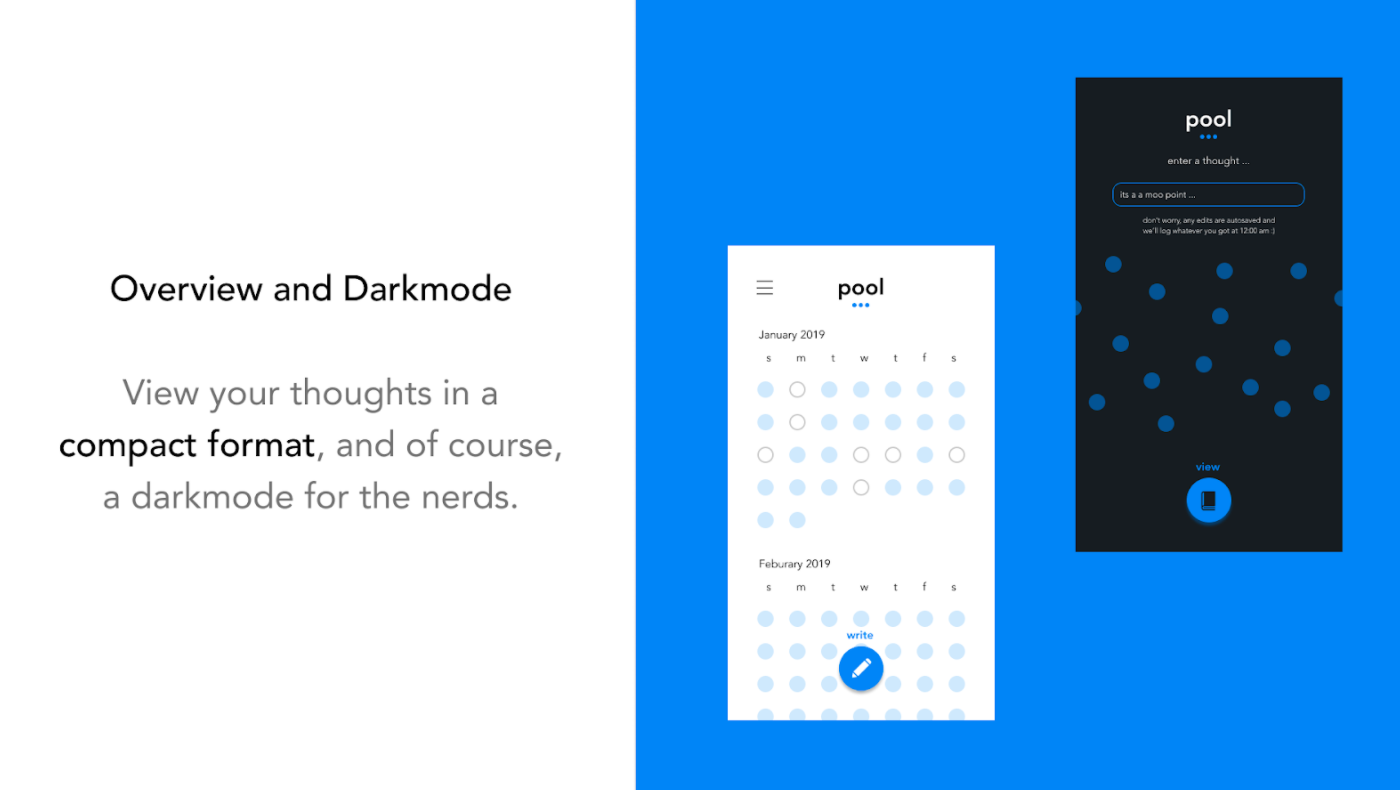 Overview and Darkmode
View your thoughts in a
compact format, and of course,
a darkmode for the nerds.
pool
January 2019
s m t w t f s
Feburary 2019
s m t w t f s
write
pool
enter a thought ...
its a a moo point ...
don't worry, any edits are autosaved and
we'll log whatever you got at 12:00 am :)
view